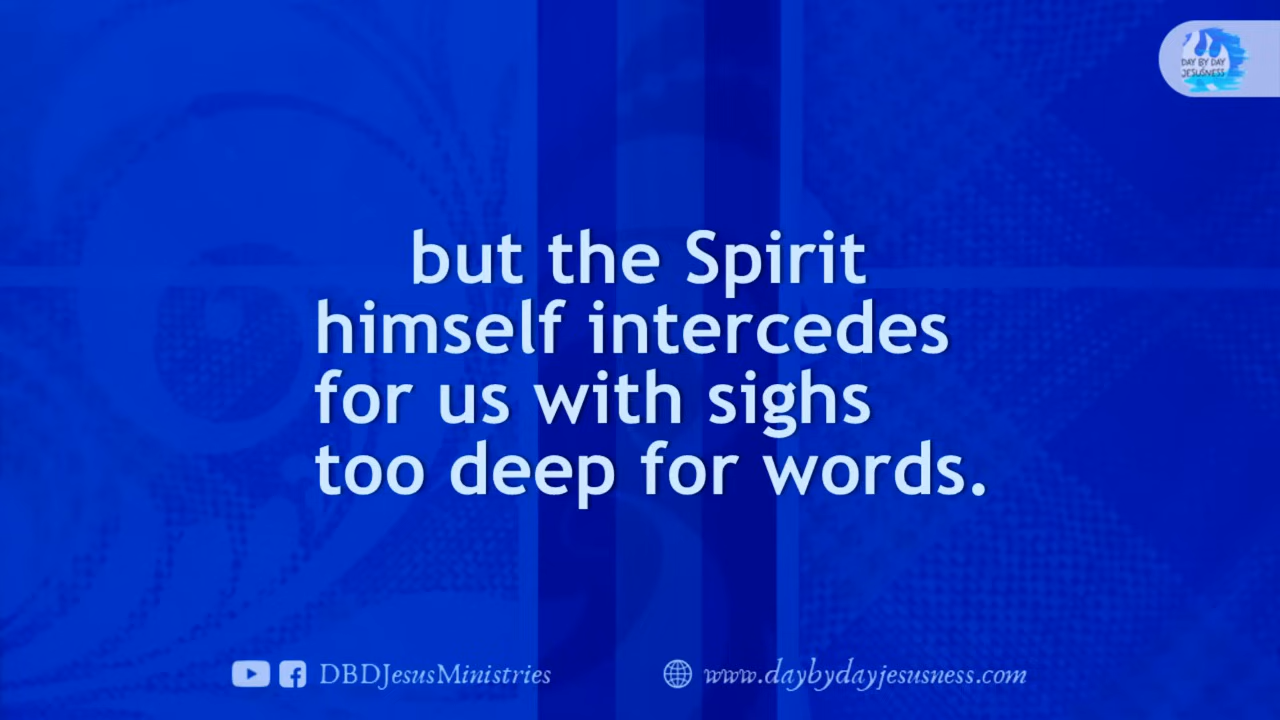 DAY BY DAY
JESUSNESS
but the Spirit
himself intercedes
for us with sighs
too deep for words.
DBDJesusMinistries
www.daybydayjesusness.com